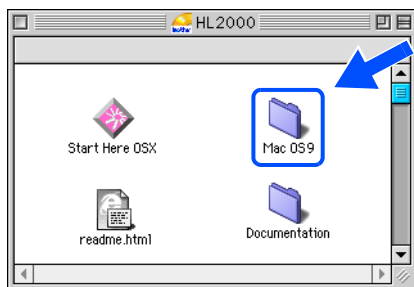 HL2000
Start Here OSX
Mac OS9
readme.html
Documentation